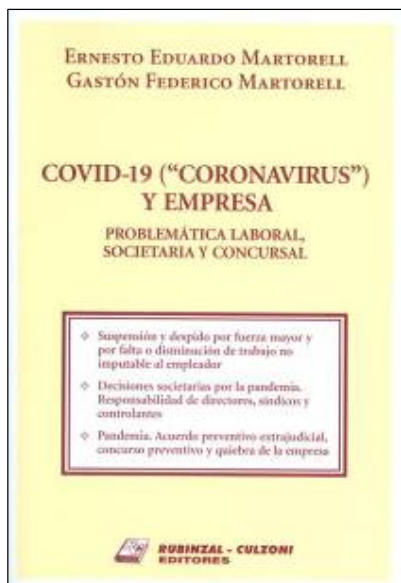 ERNESTO EDUARDO MARTORELL
GASTÓN FEDERICO MARTORELL
COVID-19 (“CORONAVIRUS”)
Y EMPRESA
PROBLEMÁTICA LABORAL,
SOCIETARIA Y CONCURSAL
❖ Suspensión y despido por fuerza mayor y
por falta o disminución de trabajo no
imputable al empleador
❖ Decisiones societarias por la pandemia.
Responsabilidad de directores, síndicos y
controlantes
❖ Pandemia. Acuerdo preventivo extrajudicial,
concurso preventivo y quiebra de la empresa
RUBINZAL - CULZONI
EDITORES